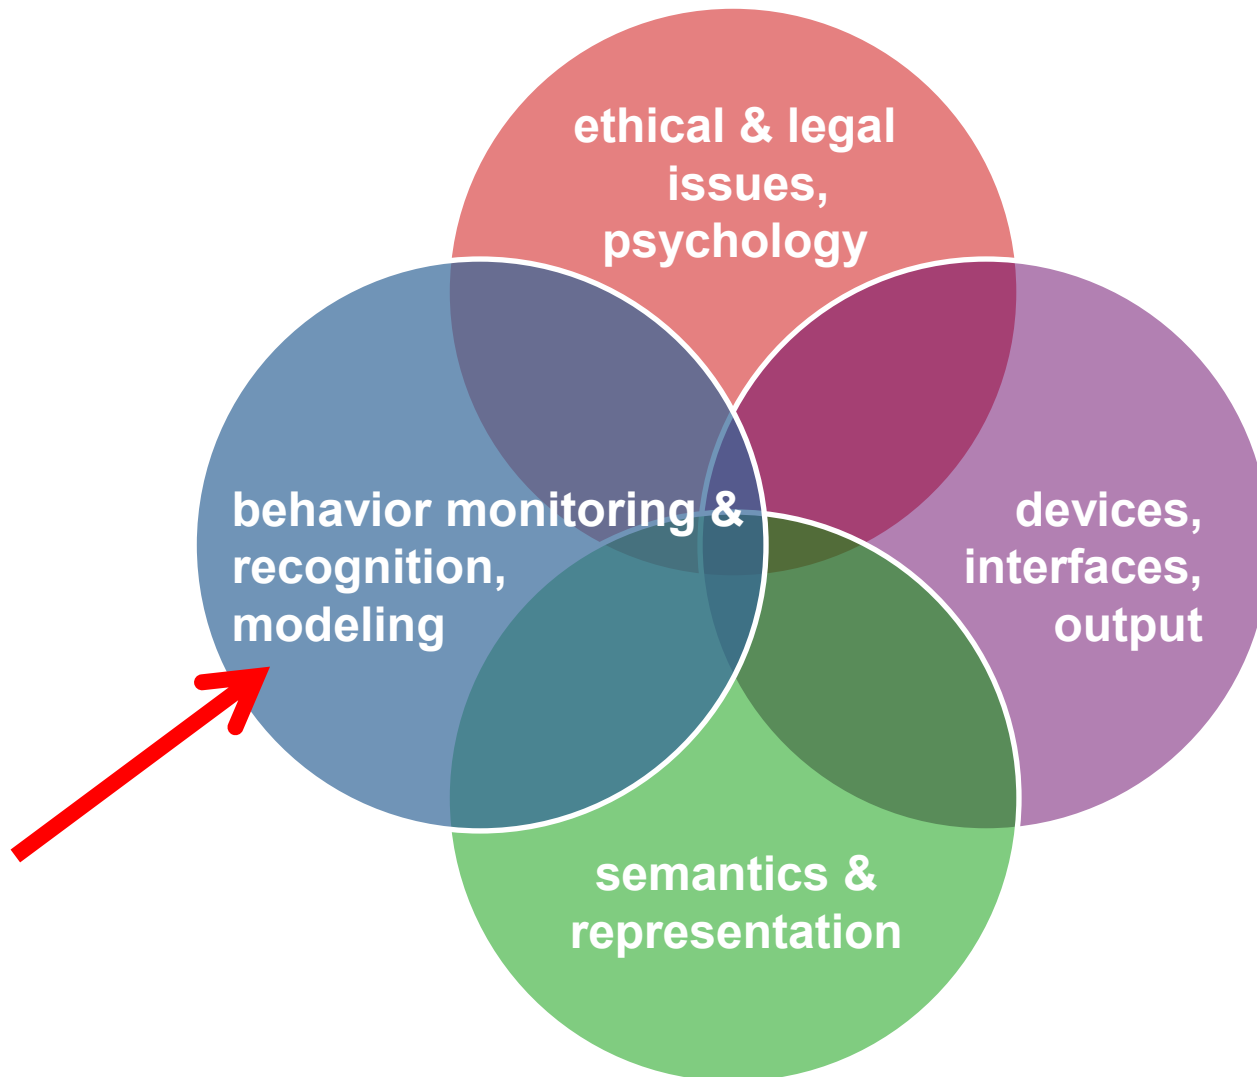 ethical & legal
issues,
psychology
behavior monitoring &
recognition,
modeling
devices,
interfaces,
output
semantics &
representation